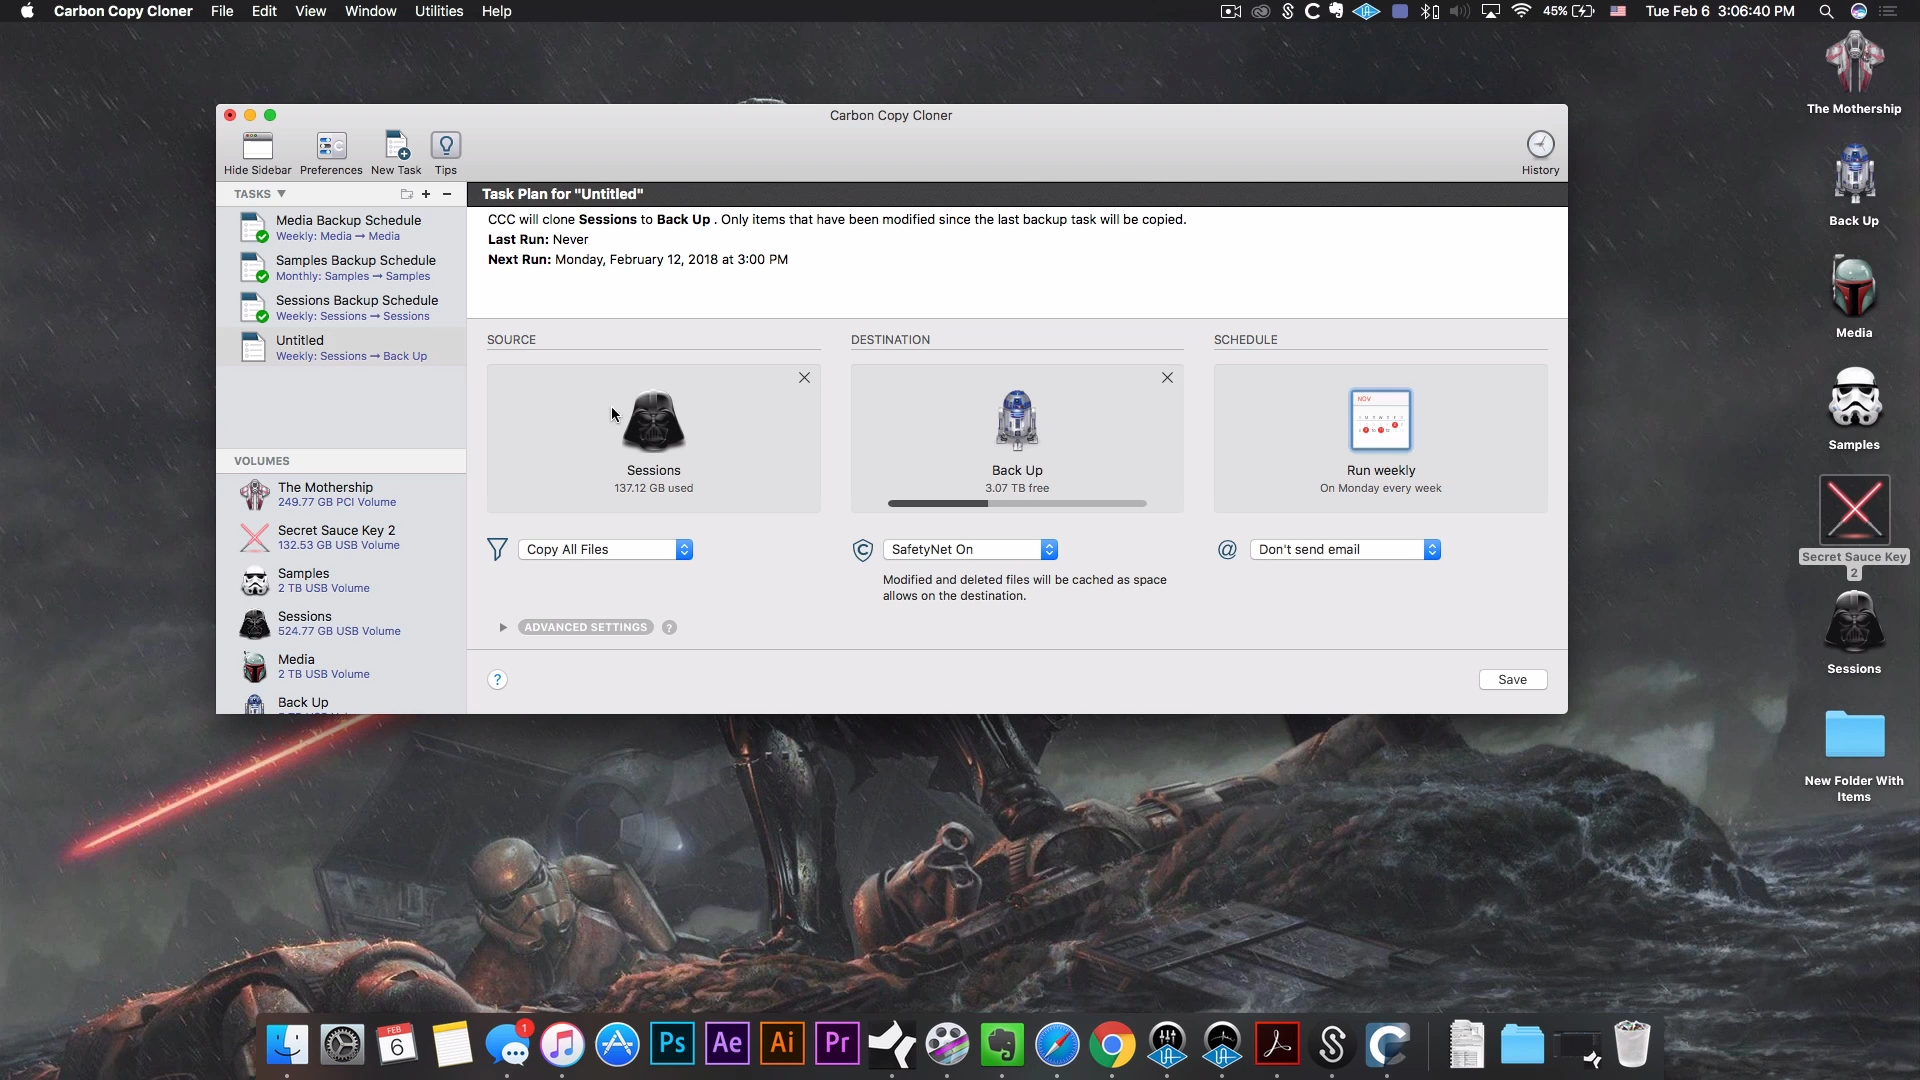 Carbon Copy Cloner File Edit View Window Utilities Help
45% Tue Feb 6 3:06:40 PM
Carbon Copy Cloner
Hide Sidebar Preferences New Task Tips
History
TASKS
Media Backup Schedule
Weekly: Media → Media
Samples Backup Schedule
Monthly: Samples → Samples
Sessions Backup Schedule
Weekly: Sessions → Sessions
Untitled
Weekly: Sessions → Back Up
VOLUMES
The Mothership
249.77 GB PCI Volume
Secret Sauce Key 2
132.53 GB USB Volume
Samples
2 TB USB Volume
Sessions
524.77 GB USB Volume
Media
2 TB USB Volume
Back Up
Task Plan for "Untitled"
CCC will clone Sessions to Back Up . Only items that have been modified since the last backup task will be copied.
Last Run: Never
Next Run: Monday, February 12, 2018 at 3:00 PM
SOURCE
Sessions
137.12 GB used
Copy All Files
ADVANCED SETTINGS ?
?
DESTINATION
Back Up
3.07 TB free
SafetyNet On
Modified and deleted files will be cached as space
allows on the destination.
SCHEDULE
NOV
Run weekly
On Monday every week
@ Don't send email
Save
The Mothership
Back Up
Media
Samples
Secret Sauce Key
2
Sessions
New Folder With
Items
FEB
6
1
Ps
Ae
Ai
Pr